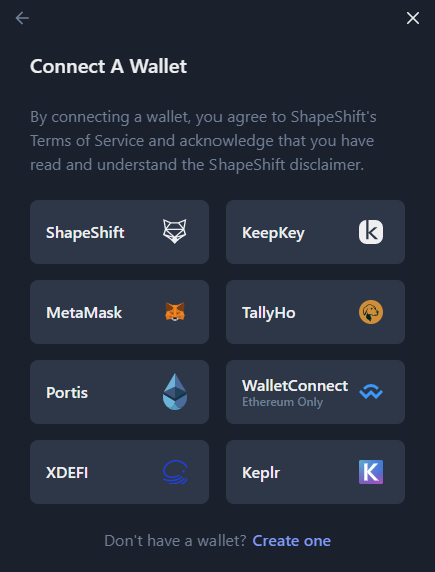 Connect A Wallet
By connecting a wallet, you agree to ShapeShift's
Terms of Service and acknowledge that you have
read and understand the ShapeShift disclaimer.
ShapeShift
KeepKey
MetaMask
TallyHo
Portis
WalletConnect
Ethereum Only
XDEFI
Keplr
Don't have a wallet? Create one